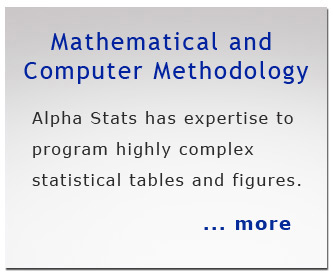 Mathematical and
Computer Methodology
Alpha Stats has expertise to
program highly complex
statistical tables and figures.
... more